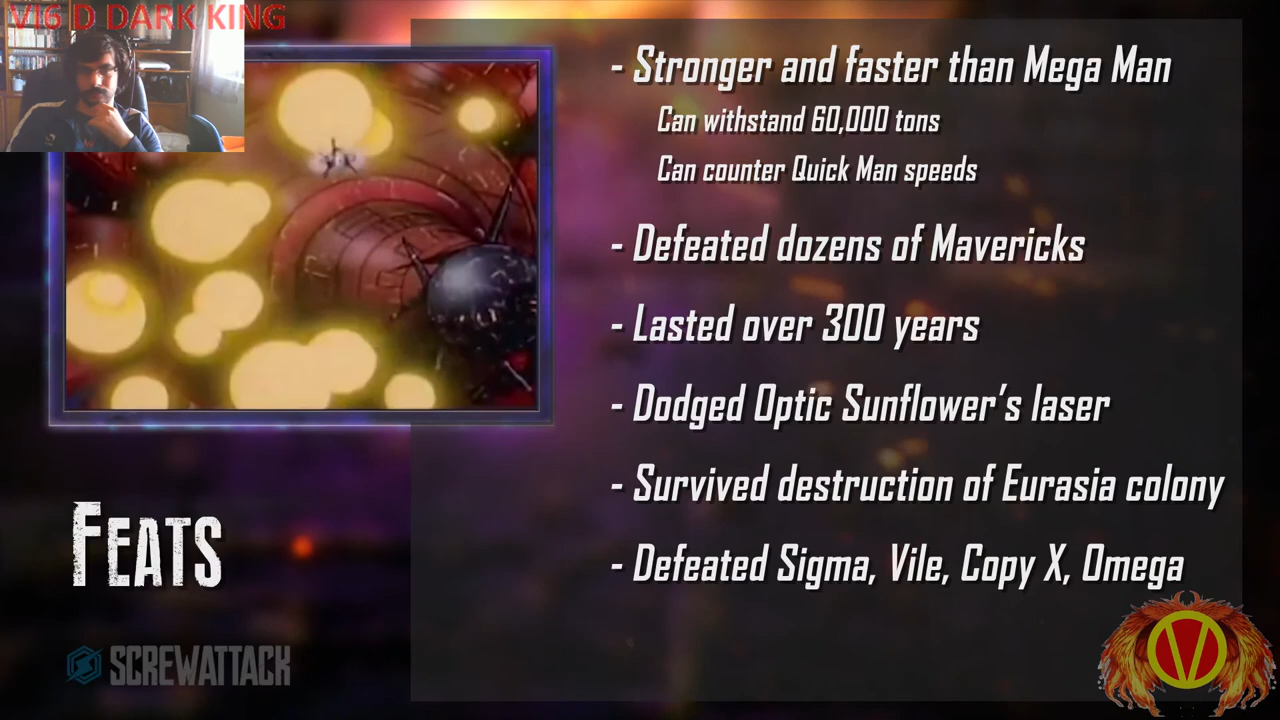 VI6 D DARK KING
- Stronger and faster than Mega Man
Can withstand 60,000 tons
Can counter Quick Man speeds
- Defeated dozens of Mavericks
- Lasted over 300 years
- Dodged Optic Sunflower's laser
- Survived destruction of Eurasia colony
- Defeated Sigma, Vile, Copy X, Omega
FEATS
SCREWATTACK
V